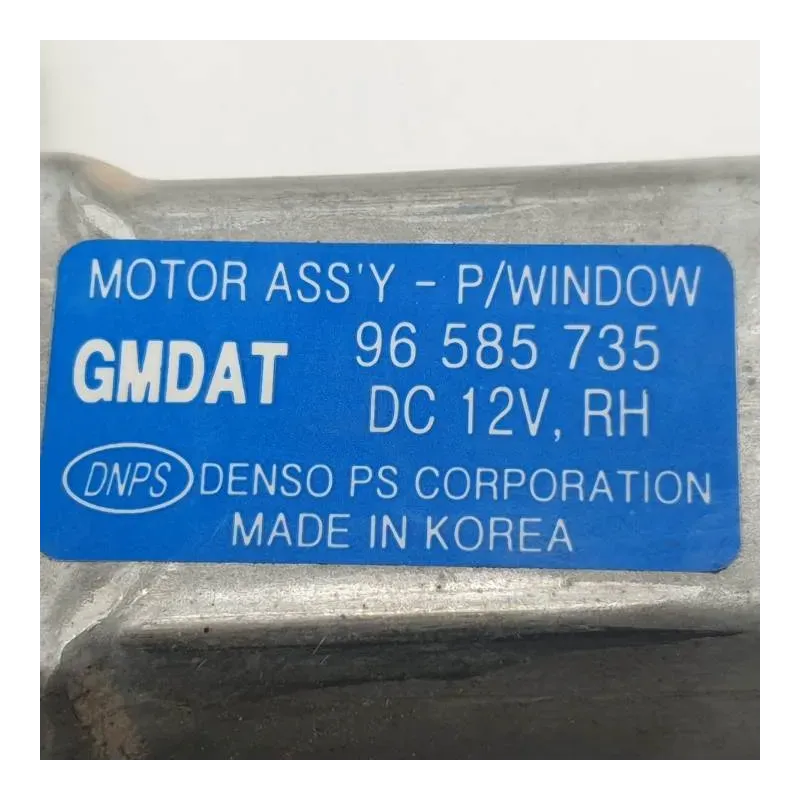 MOTOR ASS'Y - P/WINDOW
GMDAT 96 585 735
DC 12V, RH
DNPS DENSO PS CORPORATION
MADE IN KOREA